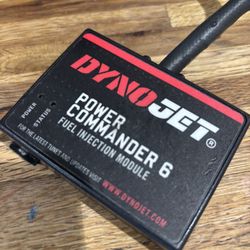 DYNOJET®
POWER
STATUS
POWER
COMMANDER 6
FUEL INJECTION MODULE
FOR THE LATEST TUNES AND UPDATES VISIT
WWW.DYNOJET.COM